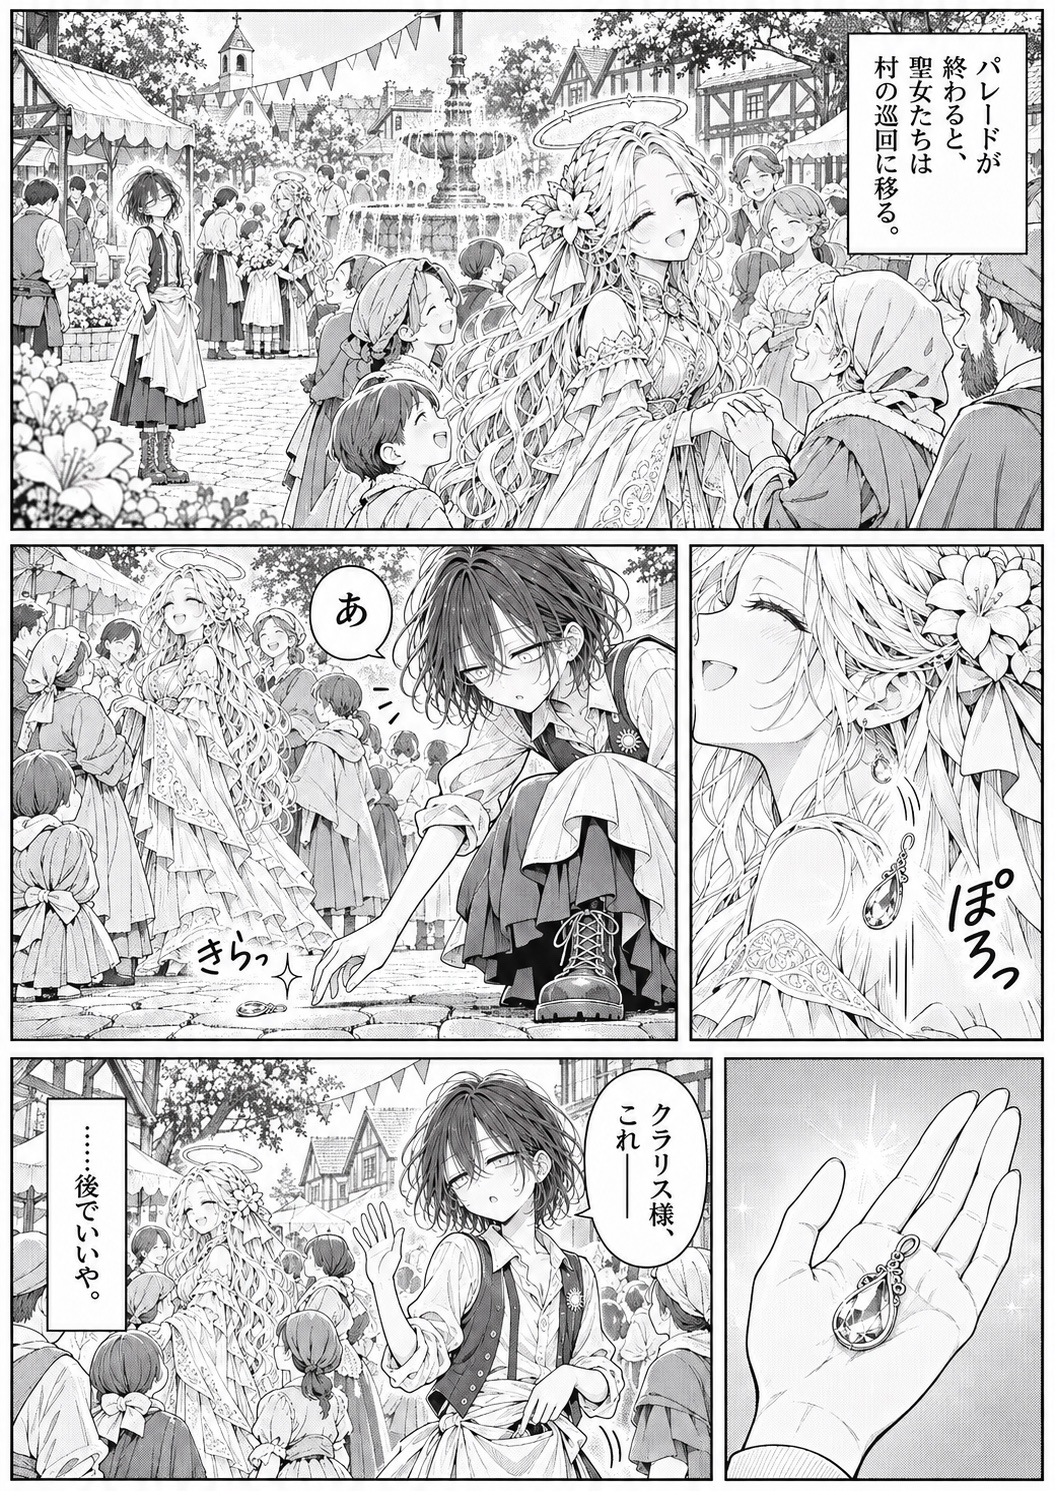 パレードが
終わると、
聖女たちは
村の巡回に移る。
ぽろっ
あ
きらっ
クラリス様、
これ――
……後でいいや。